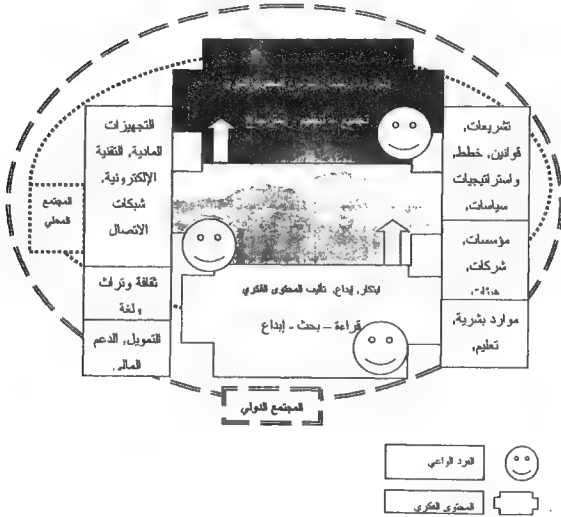 تشريعات,
قوانين, خطط,
واستراتيجيات
سياسات,
مؤسسات,
شركات,
هيئات
موارد بشرية,
تعليم,
ابتكار, إبداع, تأليف المحتوى الفكري
قراءة – بحث - إبداع
التجهيزات
المادية, التقنية
الإلكترونية,
شبكات
الاتصال
ثقافة وتراث
ولغة
التمويل, الدعم
المالي,
المجتمع
المحلي
المجتمع الدولي
الفرد الواعي
المحتوى الفكري